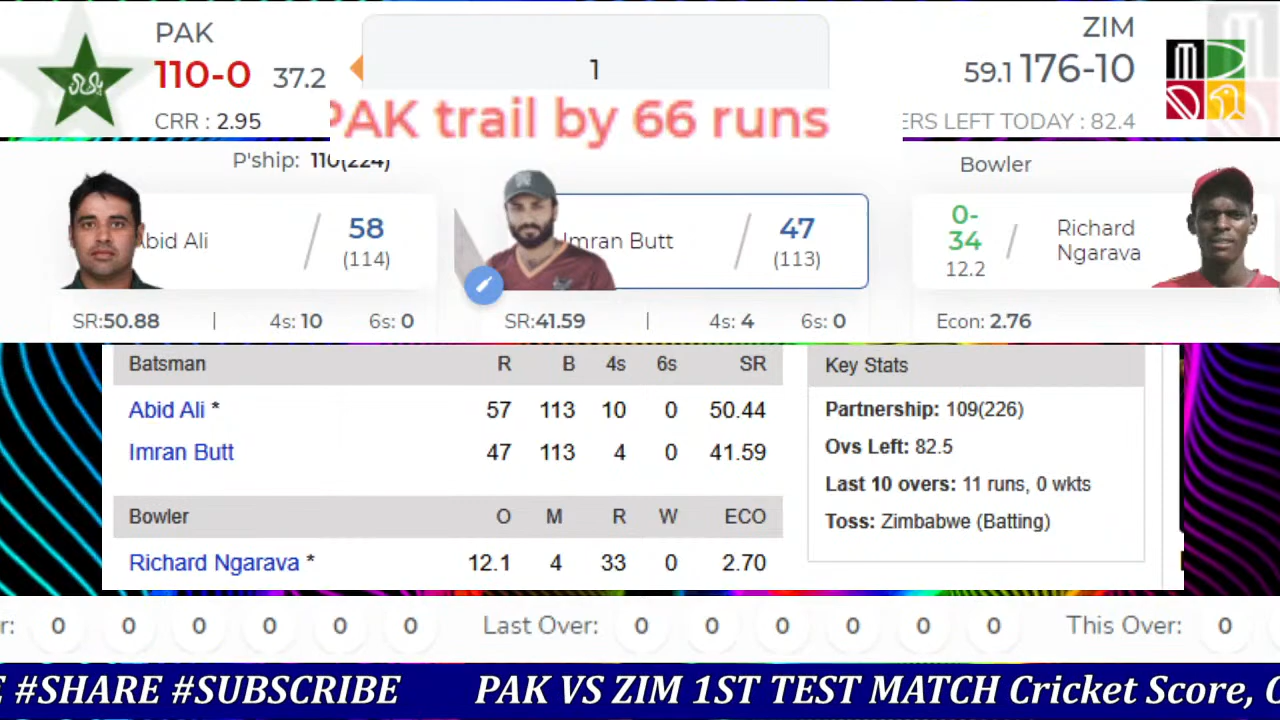 PAK
110-0 37.2
CRR : 2.95
1
PAK trail by 66 runs
ZIM
59.1 176-10
ERS LEFT TODAY : 82.4
P'ship: 110(224)
Abid Ali
58
(114)
SR:50.88 | 4s: 10 6s: 0
Imran Butt
47
(113)
SR:41.59 | 4s: 4 6s: 0
Bowler
0-
34
12.2
Richard
Ngarava
Econ: 2.76
Batsman R B 4s 6s SR
Abid Ali * 57 113 10 0 50.44
Imran Butt 47 113 4 0 41.59
Bowler O M R W ECO
Richard Ngarava * 12.1 4 33 0 2.70
Key Stats
Partnership: 109(226)
Ovs Left: 82.5
Last 10 overs: 11 runs, 0 wkts
Toss: Zimbabwe (Batting)
r: 0 0 0 0 0 0 Last Over: 0 0 0 0 0 0 This Over: 0
E #SHARE #SUBSCRIBE PAK VS ZIM 1ST TEST MATCH Cricket Score, C